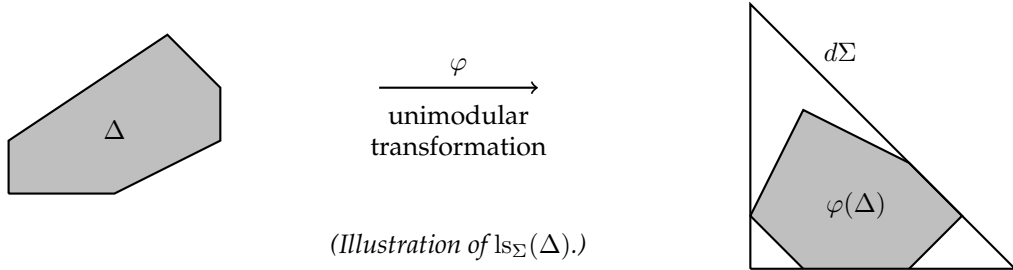 φ
dΣ
Δ
unimodular
transformation
φ(Δ)
(Illustration of lsΣ(Δ).)